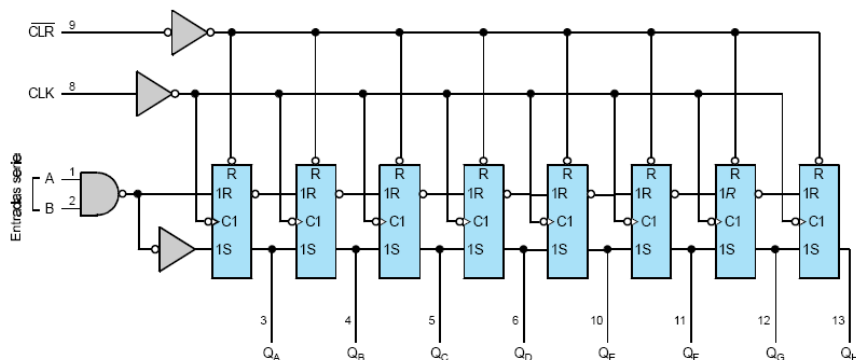 CLR 9
CLK 8
Entradas serie
A 1
B 2
R R R R R R R R
1R 1R 1R 1R 1R 1R 1R 1R
C1 C1 C1 C1 C1 C1 C1 C1
1S 1S 1S 1S 1S 1S 1S 1S
3 4 5 6 10 11 12 13
QA QB QC QD QE QF QG QH